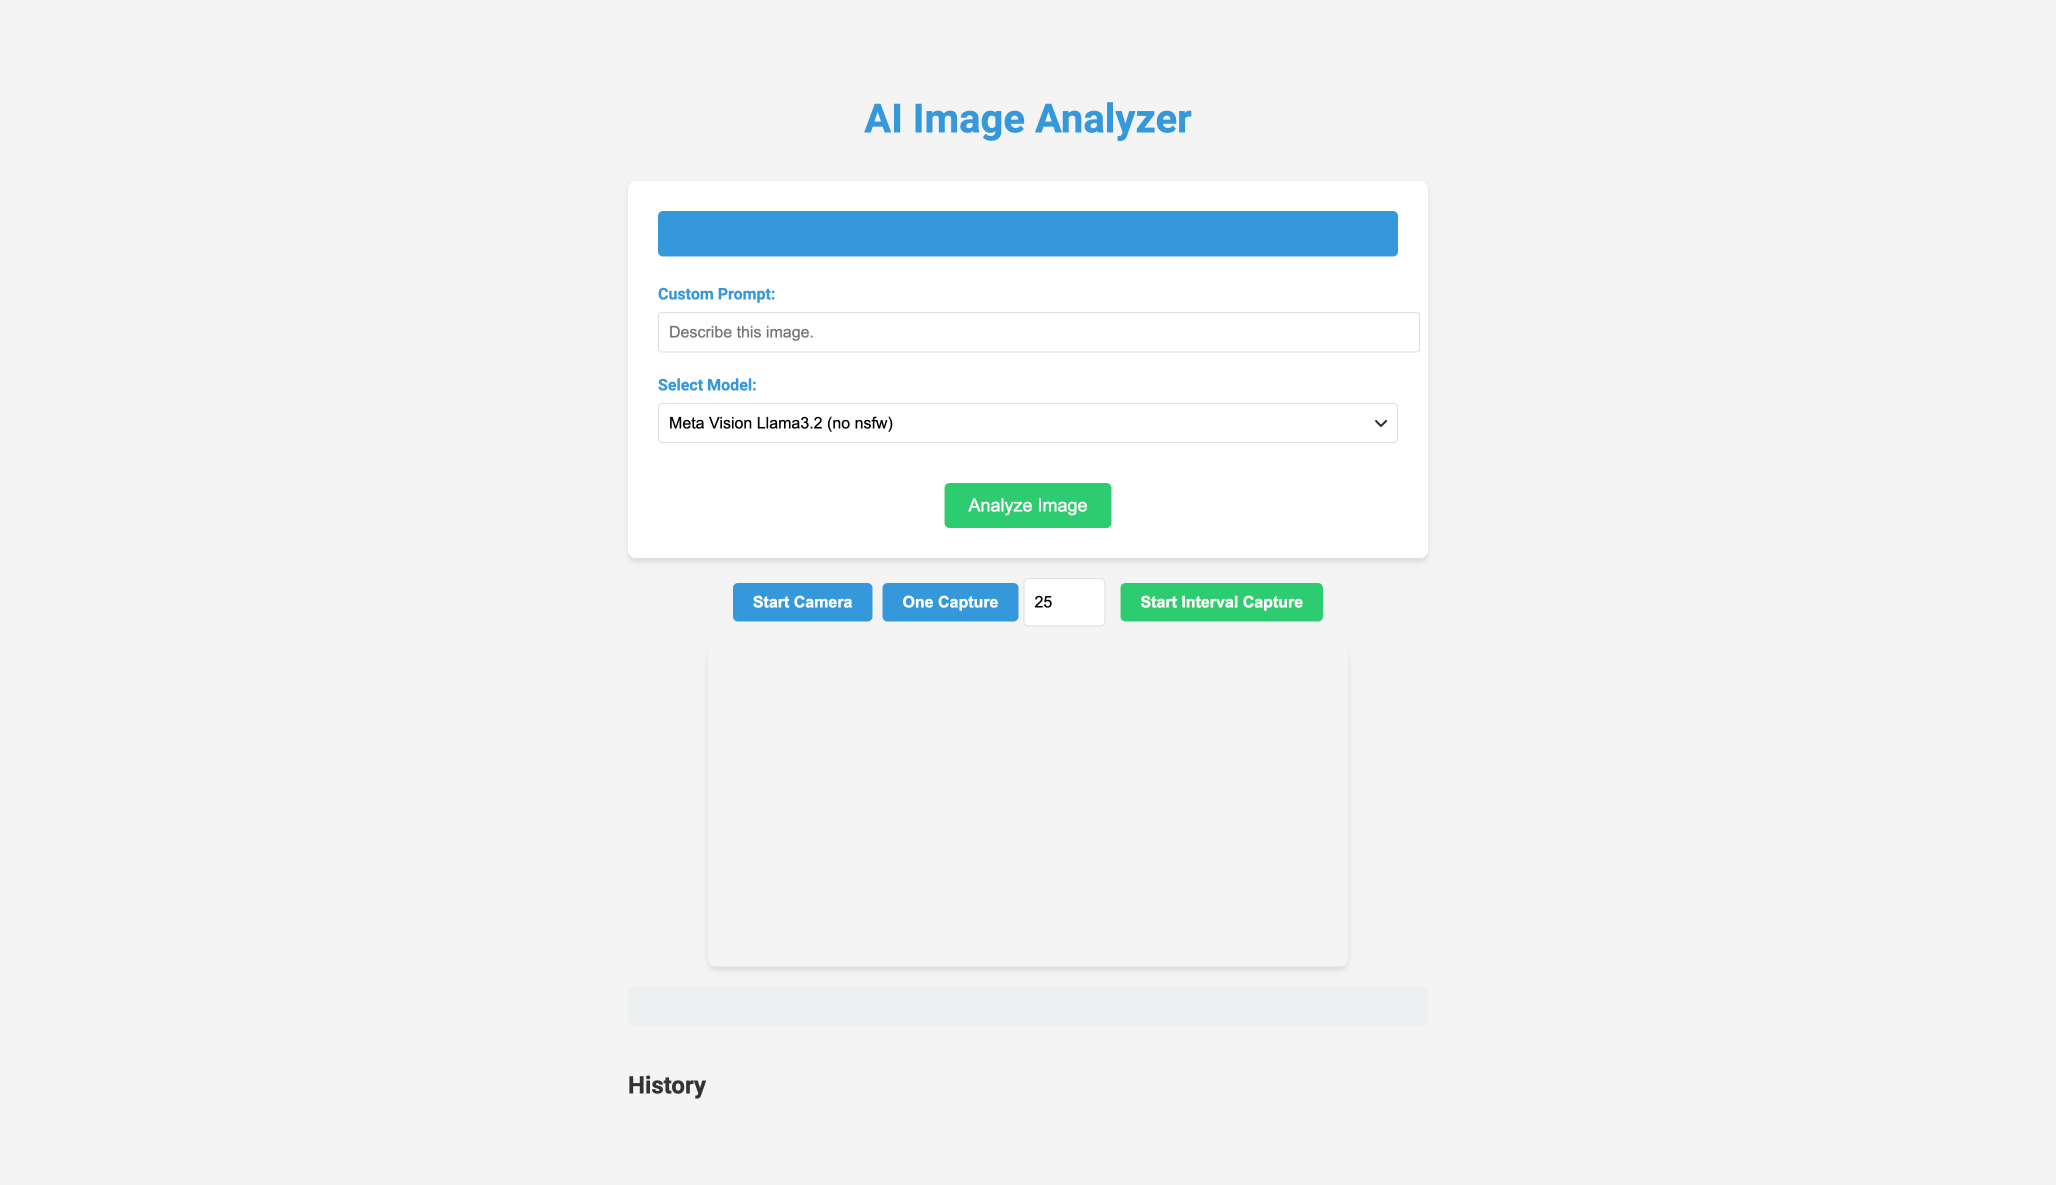 AI Image Analyzer
Custom Prompt:
Describe this image.
Select Model:
Meta Vision Llama3.2 (no nsfw)
Analyze Image
Start Camera One Capture 25 Start Interval Capture
History